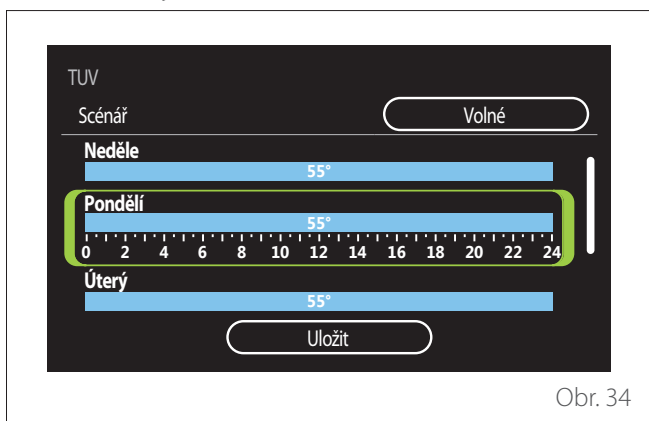 TUV
Scénář Volné
Neděle
55°
Pondělí
55°
0 2 4 6 8 10 12 14 16 18 20 22 24
Úterý
55°
Uložit
Obr. 34